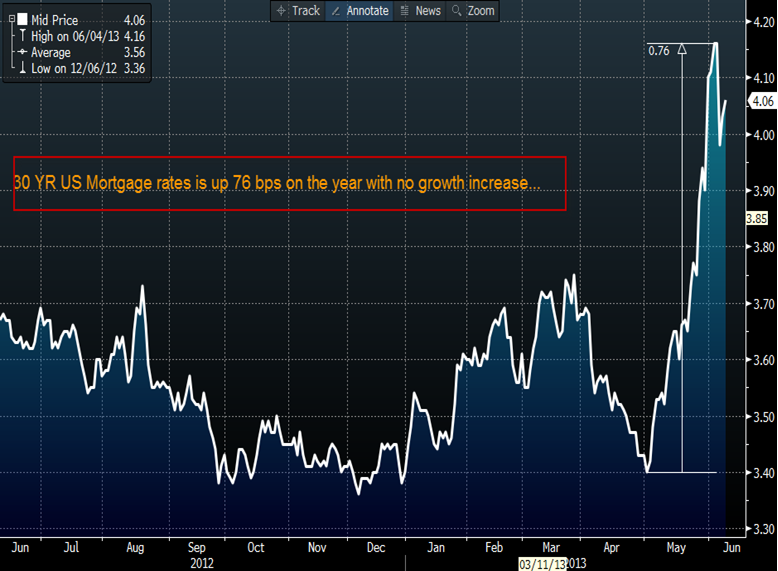 Mid Price 4.06
High on 06/04/13 4.16
Average 3.56
Low on 12/06/12 3.36
Track Annotate News Zoom
4.20
0.76
4.10
4.06
4.00
30 YR US Mortgage rates is up 76 bps on the year with no growth increase...
3.90
3.85
3.80
3.70
3.60
3.50
3.40
3.30
Jun Jul Aug Sep Oct Nov Dec Jan Feb Mar Apr May Jun
2012 03/11/13 2013